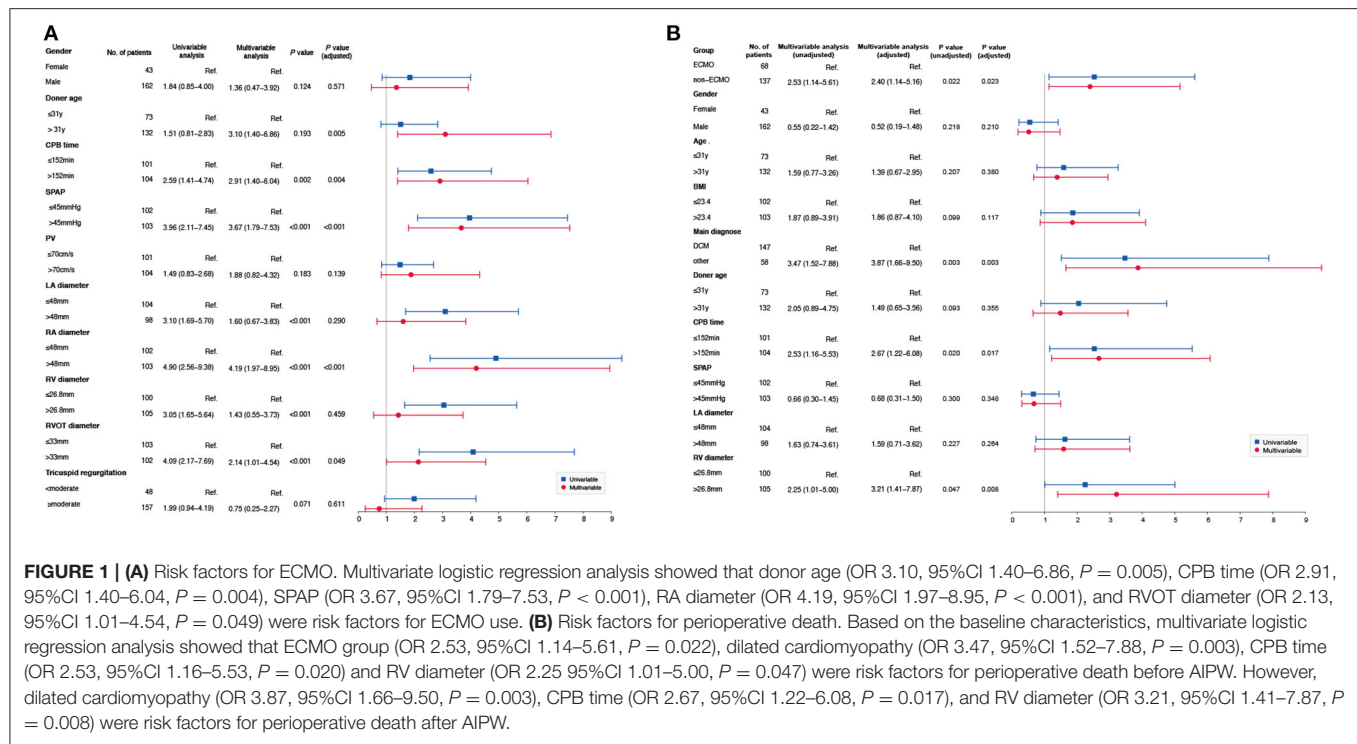 A
Gender No. of patients Univariable analysis Multivariable analysis P value P value (adjusted)
Female 43 Ref. Ref.
Male 162 1.84 (0.85–4.00) 1.36 (0.47–3.92) 0.124 0.571
Doner age
≤31y 73 Ref. Ref.
> 31y 132 1.51 (0.81–2.83) 3.10 (1.40–6.86) 0.193 0.005
CPB time
≤152min 101 Ref. Ref.
>152min 104 2.59 (1.41–4.74) 2.91 (1.40–6.04) 0.002 0.004
SPAP
≤45mmHg 102 Ref. Ref.
>45mmHg 103 3.96 (2.11–7.45) 3.67 (1.79–7.53) <0.001 <0.001
PV
≤70cm/s 101 Ref. Ref.
>70cm/s 104 1.49 (0.83–2.68) 1.88 (0.82–4.32) 0.183 0.139
LA diameter
≤48mm 104 Ref. Ref.
>48mm 98 3.10 (1.69–5.70) 1.60 (0.67–3.83) <0.001 0.290
RA diameter
≤48mm 102 Ref. Ref.
>48mm 103 4.90 (2.56–9.38) 4.19 (1.97–8.95) <0.001 <0.001
RV diameter
≤26.8mm 100 Ref. Ref.
>26.8mm 105 3.05 (1.65–5.64) 1.43 (0.55–3.73) <0.001 0.459
RVOT diameter
≤33mm 103 Ref. Ref.
>33mm 102 4.09 (2.17–7.69) 2.14 (1.01–4.54) <0.001 0.049
Tricuspid regurgitation
<moderate 48 Ref. Ref.
≥moderate 157 1.99 (0.94–4.19) 0.75 (0.25–2.27) 0.071 0.611
Univariable
Multivariable
0 1 2 3 4 5 6 7 8 9
B
Group No. of patients Multivariable analysis (unadjusted) Multivariable analysis (adjusted) P value (unadjusted) P value (adjusted)
ECMO 68 Ref. Ref.
non-ECMO 137 2.53 (1.14–5.61) 2.40 (1.14–5.16) 0.022 0.023
Gender
Female 43 Ref. Ref.
Male 162 0.55 (0.22–1.42) 0.52 (0.19–1.48) 0.218 0.210
Age .
≤31y 73 Ref. Ref.
>31y 132 1.59 (0.77–3.26) 1.39 (0.67–2.95) 0.207 0.380
BMI
≤23.4 102 Ref. Ref.
>23.4 103 1.87 (0.89–3.91) 1.86 (0.87–4.10) 0.099 0.117
Main diagnose
DCM 147 Ref. Ref.
other 58 3.47 (1.52–7.88) 3.87 (1.66–9.50) 0.003 0.003
Doner age
≤31y 73 Ref. Ref.
>31y 132 2.05 (0.89–4.75) 1.49 (0.65–3.56) 0.093 0.355
CPB time
≤152min 101 Ref. Ref.
>152min 104 2.53 (1.16–5.53) 2.67 (1.22–6.08) 0.020 0.017
SPAP
≤45mmHg 102 Ref. Ref.
>45mmHg 103 0.66 (0.30–1.45) 0.68 (0.31–1.50) 0.300 0.348
LA diameter
≤48mm 104 Ref. Ref.
>48mm 98 1.63 (0.74–3.61) 1.59 (0.71–3.62) 0.227 0.264
RV diameter
≤26.8mm 100 Ref. Ref.
>26.8mm 105 2.25 (1.01–5.00) 3.21 (1.41–7.87) 0.047 0.008
Univariable
Multivariable
0 1 2 3 4 5 6 7 8 9
FIGURE 1 | (A) Risk factors for ECMO. Multivariate logistic regression analysis showed that donor age (OR 3.10, 95%CI 1.40–6.86, P = 0.005), CPB time (OR 2.91,
95%CI 1.40–6.04, P = 0.004), SPAP (OR 3.67, 95%CI 1.79–7.53, P < 0.001), RA diameter (OR 4.19, 95%CI 1.97–8.95, P < 0.001), and RVOT diameter (OR 2.13,
95%CI 1.01–4.54, P = 0.049) were risk factors for ECMO use. (B) Risk factors for perioperative death. Based on the baseline characteristics, multivariate logistic
regression analysis showed that ECMO group (OR 2.53, 95%CI 1.14–5.61, P = 0.022), dilated cardiomyopathy (OR 3.47, 95%CI 1.52–7.88, P = 0.003), CPB time
(OR 2.53, 95%CI 1.16–5.53, P = 0.020) and RV diameter (OR 2.25 95%CI 1.01–5.00, P = 0.047) were risk factors for perioperative death before AIPW. However,
dilated cardiomyopathy (OR 3.87, 95%CI 1.66–9.50, P = 0.003), CPB time (OR 2.67, 95%CI 1.22–6.08, P = 0.017), and RV diameter (OR 3.21, 95%CI 1.41–7.87, P
= 0.008) were risk factors for perioperative death after AIPW.